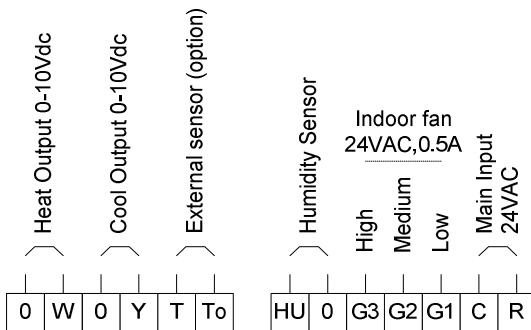 Heat Output 0-10Vdc
Cool Output 0-10Vdc
External sensor (option)
Humidity Sensor
Indoor fan
24VAC,0.5A
High
Medium
Low
Main Input
24VAC
0 W 0 Y T To
HU 0 G3 G2 G1 C R